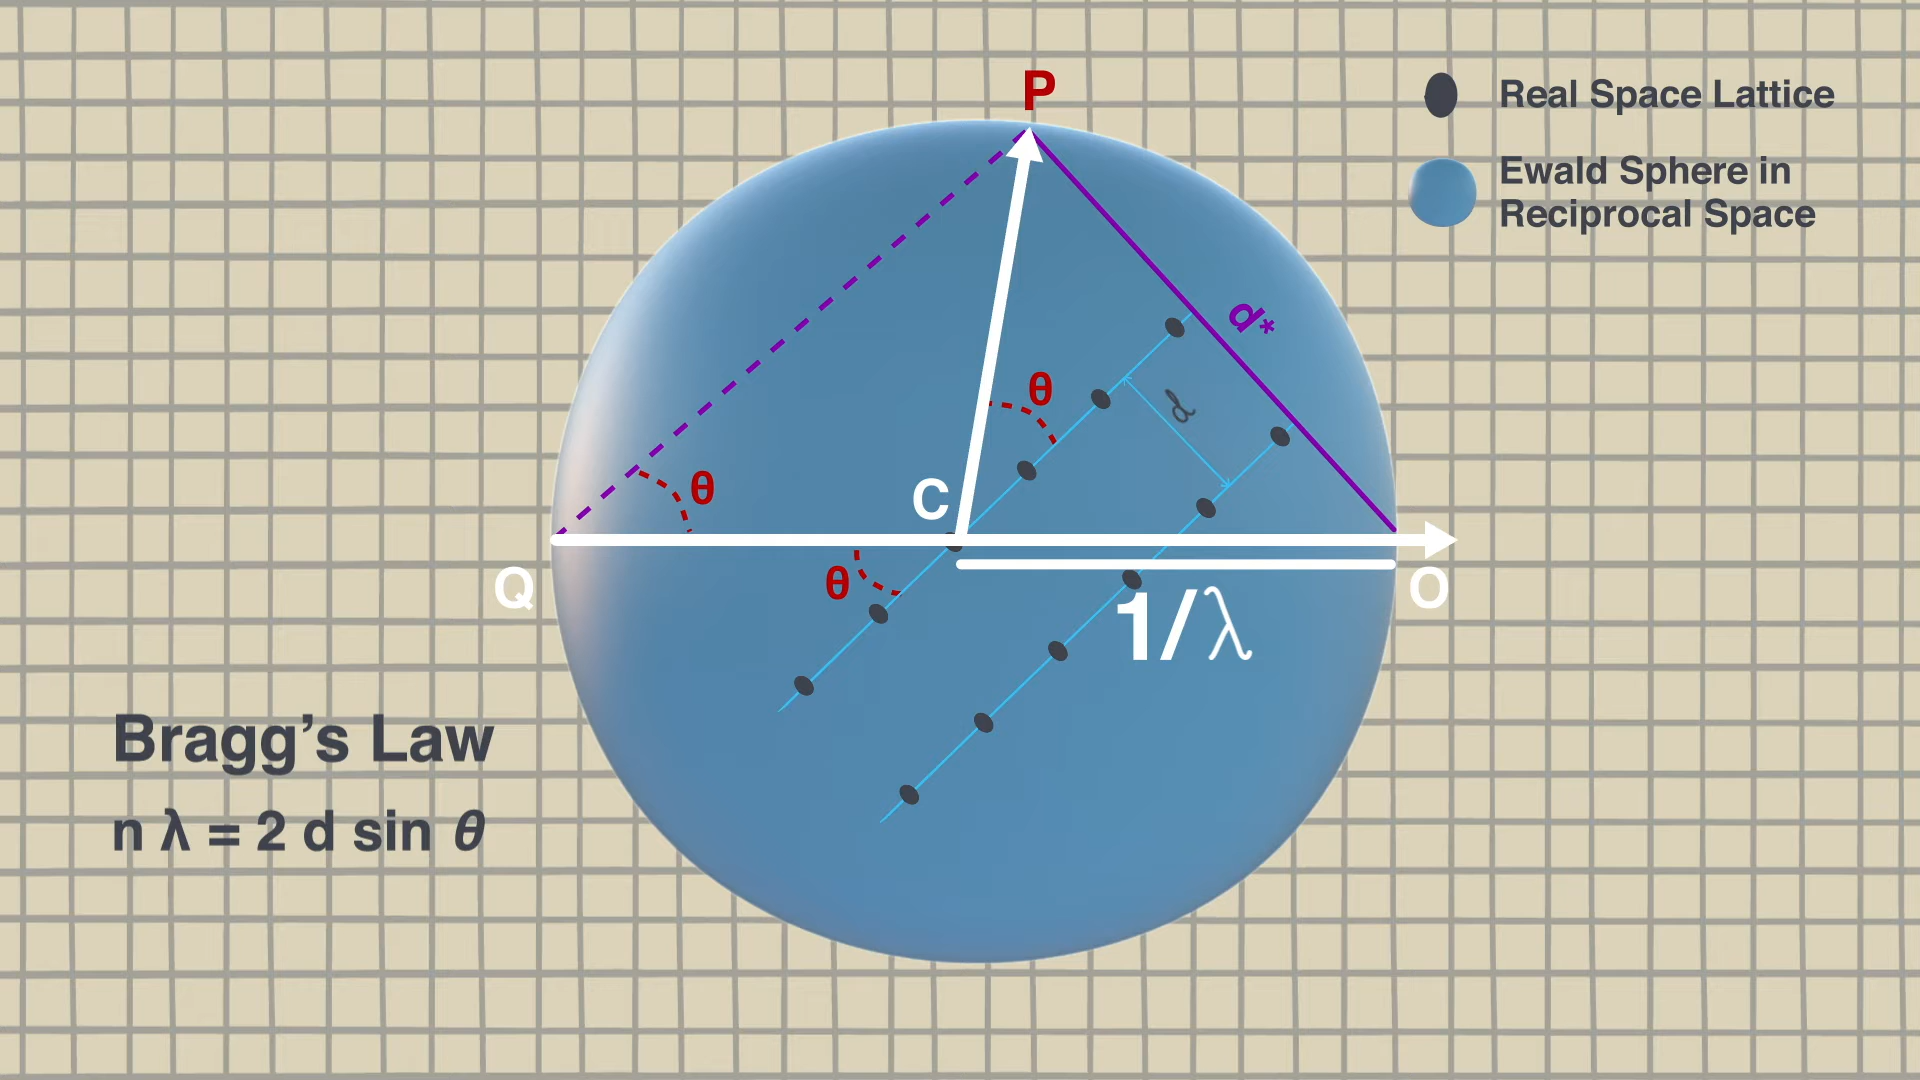 P
Real Space Lattice
Ewald Sphere in
Reciprocal Space
d*
θ
d
θ
C
Q
θ
O
1/λ
Bragg’s Law
n λ = 2 d sin θ